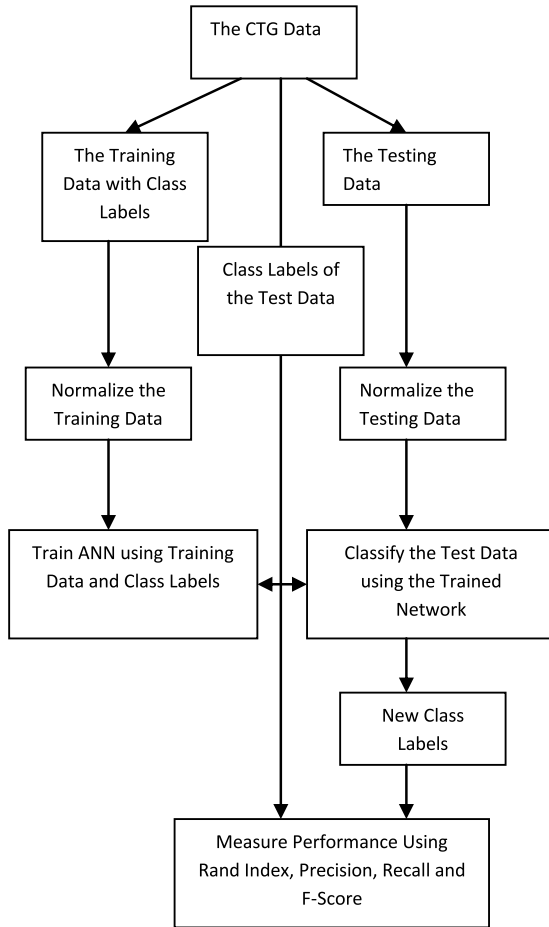 The CTG Data
The Training
Data with Class
Labels
The Testing
Data
Class Labels of
the Test Data
Normalize the
Training Data
Normalize the
Testing Data
Train ANN using Training
Data and Class Labels
Classify the Test Data
using the Trained
Network
New Class
Labels
Measure Performance Using
Rand Index, Precision, Recall and
F-Score